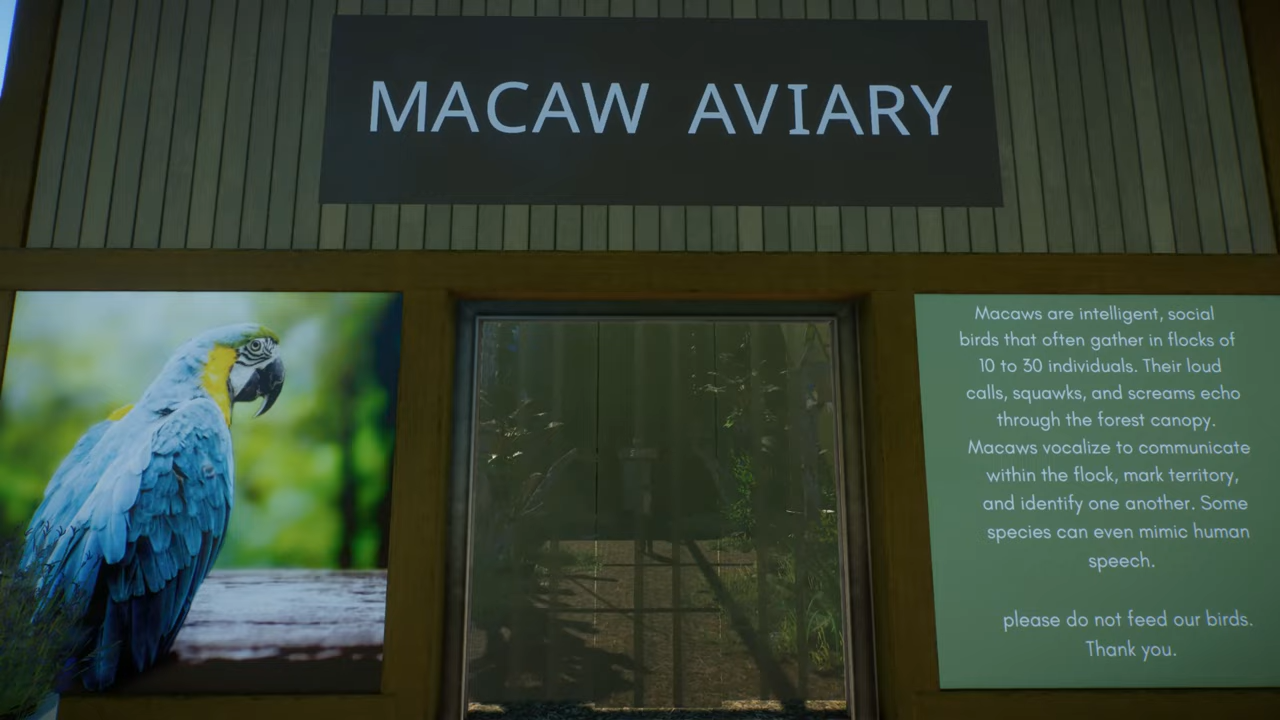 MACAW AVIARY
Macaws are intelligent, social
birds that often gather in flocks of
10 to 30 individuals. Their loud
calls, squawks, and screams echo
through the forest canopy.
Macaws vocalize to communicate
within the flock, mark territory,
and identify one another. Some
species can even mimic human
speech.
please do not feed our birds.
Thank you.